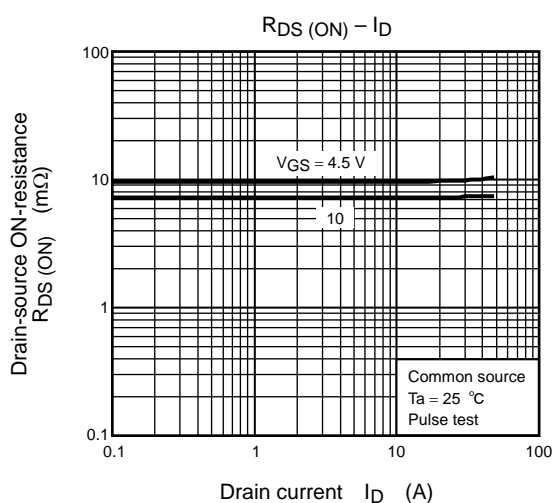 RDS (ON) – ID
Drain-source ON-resistance
RDS (ON) (mΩ)
100
10
1
0.1
VGS = 4.5 V
10
Common source
Ta = 25 °C
Pulse test
0.1
1
10
100
Drain current ID (A)